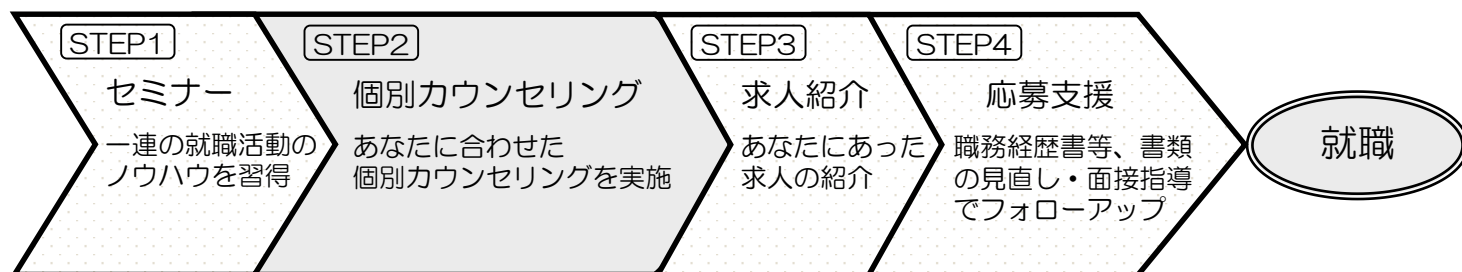 STEP1
セミナー
一連の就職活動の
ノウハウを習得
STEP2
個別カウンセリング
あなたに合わせた
個別カウンセリングを実施
STEP3
求人紹介
あなたにあった
求人の紹介
STEP4
応募支援
職務経歴書等、書類
の見直し・面接指導
でフォローアップ
就職